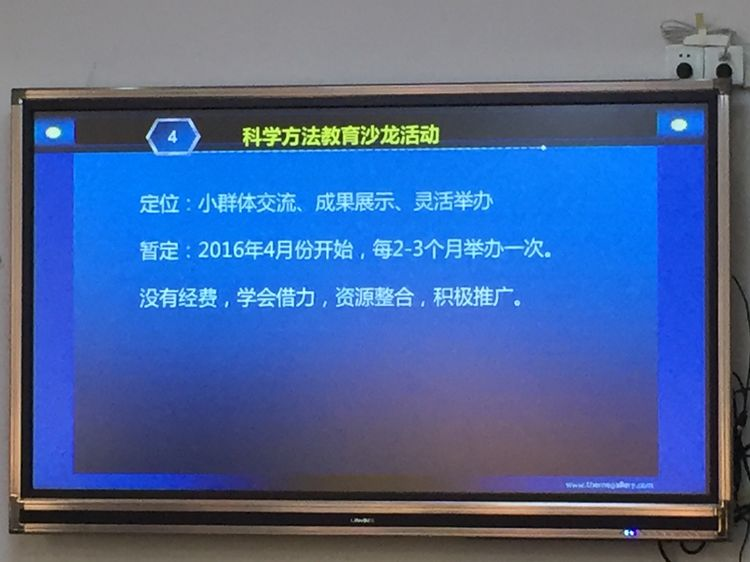 4
科学方法教育沙龙活动
定位：小群体交流、成果展示、灵活举办
暂定：2016年4月份开始，每2-3个月举办一次。
没有经费，学会借力，资源整合，积极推广。
www.themegallery.com